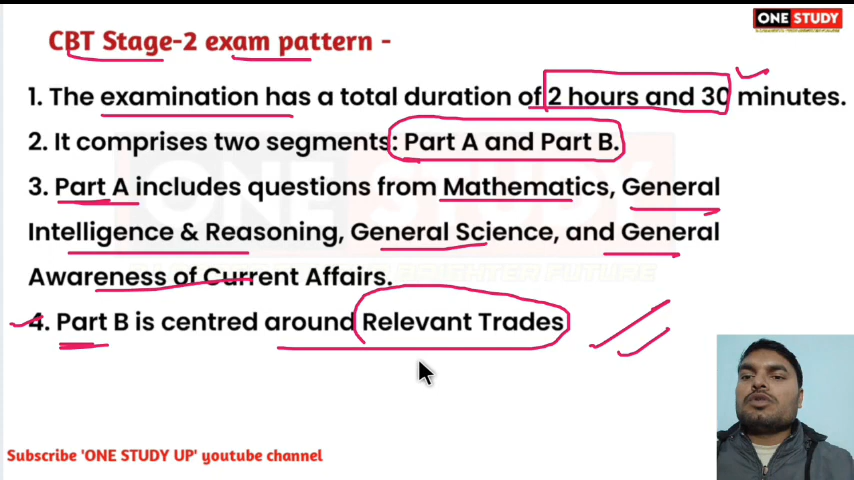 ONE STUDY
CBT Stage-2 exam pattern -
1. The examination has a total duration of 2 hours and 30 minutes.
2. It comprises two segments: Part A and Part B.
3. Part A includes questions from Mathematics, General
Intelligence & Reasoning, General Science, and General
Awareness of Current Affairs.
4. Part B is centred around Relevant Trades
Subscribe 'ONE STUDY UP' youtube channel